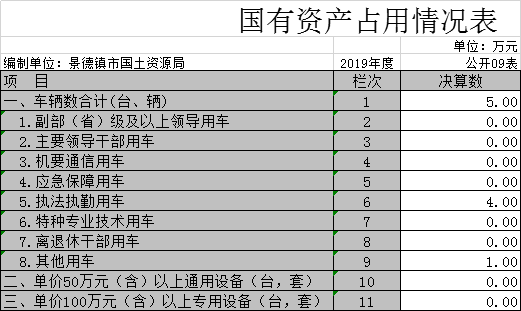 国有资产占用情况表
单位：万元
编制单位：景德镇市国土资源局 2019年度 公开09表
项 目 栏次 决算数
一、车辆数合计(台、辆) 1 5.00
1.副部（省）级及以上领导用车 2 0.00
2.主要领导干部用车 3 0.00
3.机要通信用车 4 0.00
4.应急保障用车 5 0.00
5.执法执勤用车 6 4.00
6.特种专业技术用车 7 0.00
7.离退休干部用车 8 0.00
8.其他用车 9 1.00
二、单价50万元（含）以上通用设备（台，套） 10 0.00
三、单价100万元（含）以上专用设备（台，套） 11 0.00